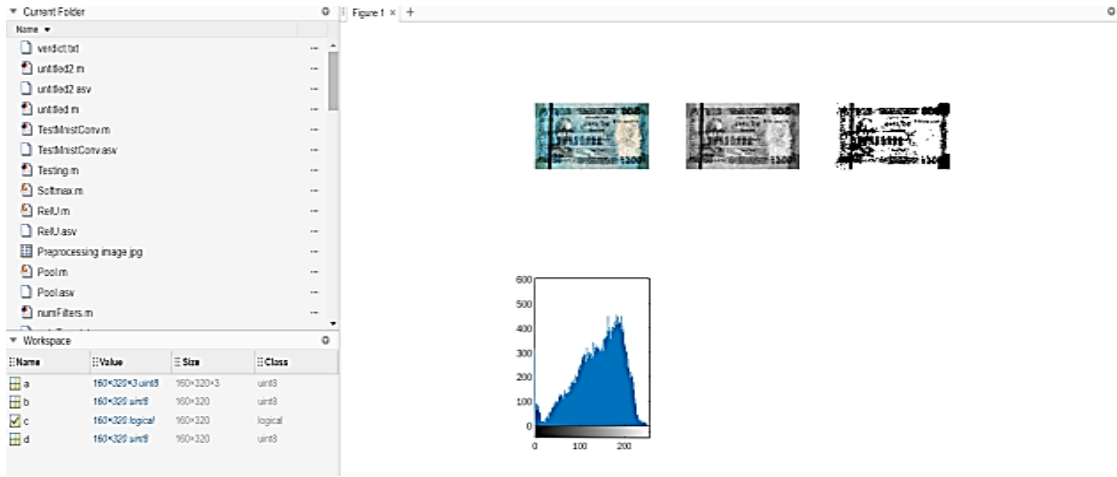 Current Folder
Name
verdict.txt
untitled2.m
untitled2.asv
untitled.m
TestMnistConv.m
TestMnistConv.asv
Testing.m
Softmax.m
RelU.m
RelU.asv
Preprocessing image.jpg
Pool.m
Pool.asv
numFilters.m
Workspace
Name Value Size Class
a 160×320×3 uint8 160×320×3 uint8
b 160×320 uint8 160×320 uint8
c 160×320 logical 160×320 logical
d 160×320 uint8 160×320 uint8
Figure 1 × +
600
500
400
300
200
100
0
0 100 200